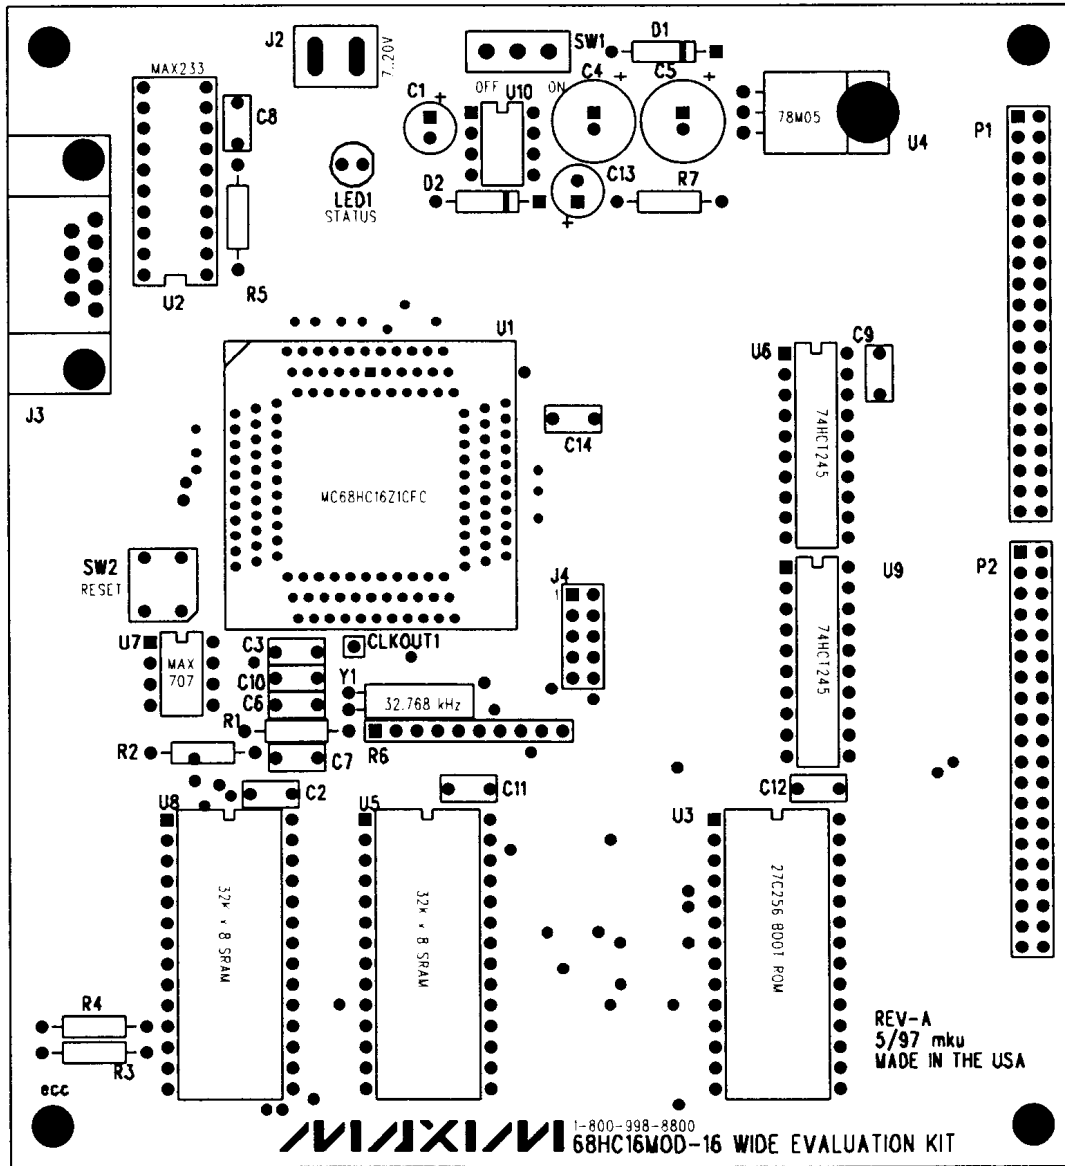 J2
7..20V
SW1
OFF
ON
D1
C4
+
C5
+
MAX233
C8
C1
+
U10
78M05
U4
P1
LED1
STATUS
D2
C13
+
R7
U2
R5
J3
U1
U6
C9
74HCT245
C14
MC68HC16Z1CFC
SW2
RESET
J4
1
U9
P2
74HCT245
U7
MAX
707
C3
CLKOUT1
C10
C6
Y1
32.768 kHz
R1
R2
C7
R6
C2
C11
C12
U8
U5
U3
32K x 8 SRAM
32K x 8 SRAM
27C256 BOOT ROM
R4
R3
ecc
REV-A
5/97 mku
MADE IN THE USA
MAXIM
1-800-998-8800
68HC16MOD-16 WIDE EVALUATION KIT